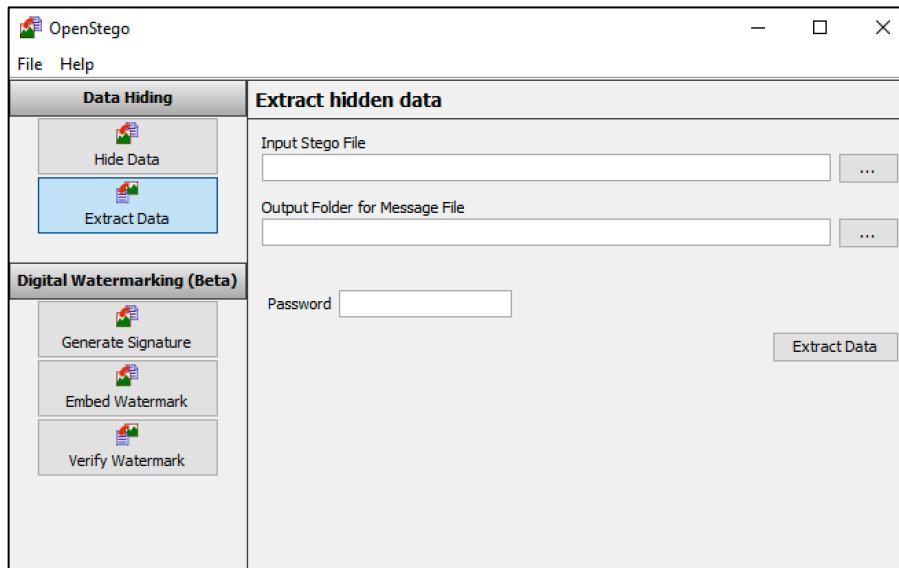 OpenStego
File Help
Data Hiding
Hide Data
Extract Data
Digital Watermarking (Beta)
Generate Signature
Embed Watermark
Verify Watermark
Extract hidden data
Input Stego File
...
Output Folder for Message File
...
Password
Extract Data